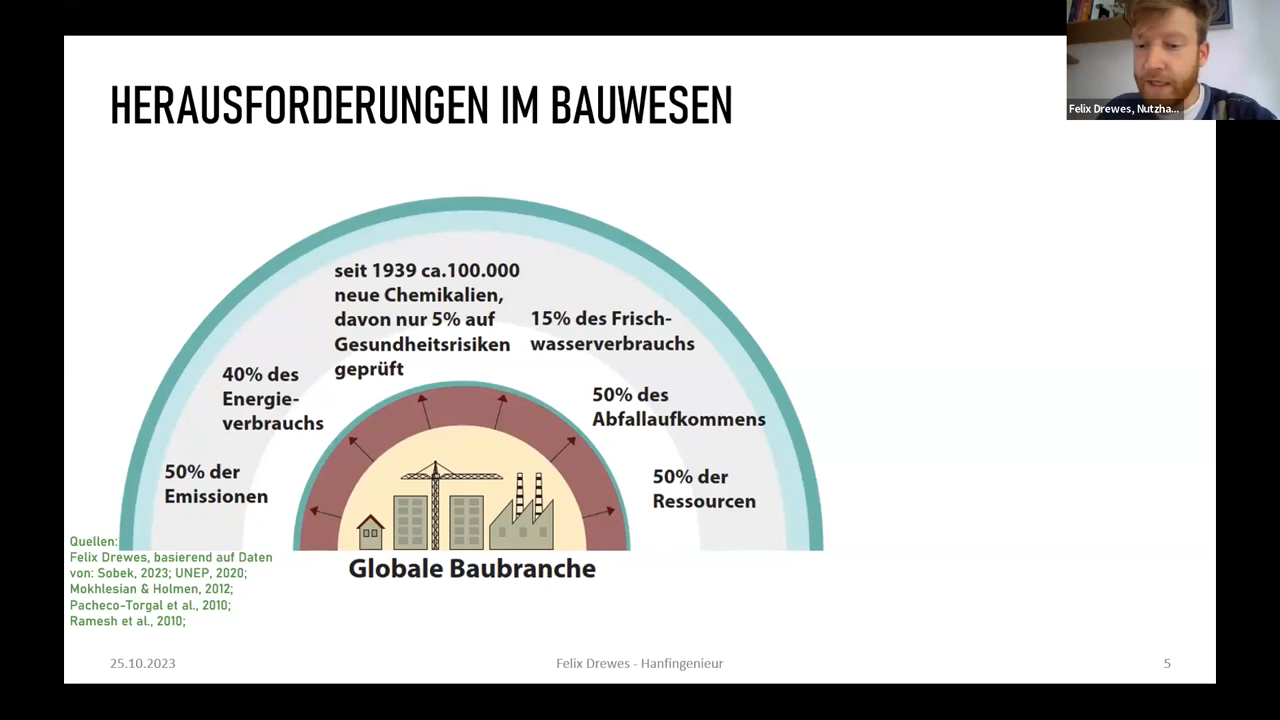 HERAUSFORDERUNGEN IM BAUWESEN
Felix Drewes, Nutzha...
seit 1939 ca.100.000
neue Chemikalien,
davon nur 5% auf
Gesundheitsrisiken
geprüft
15% des Frisch-
wasserverbrauchs
40% des
Energie-
verbrauchs
50% des
Abfallaufkommens
50% der
Emissionen
50% der
Ressourcen
Globale Baubranche
Quellen:
Felix Drewes, basierend auf Daten
von: Sobek, 2023; UNEP, 2020;
Mokhlesian & Holmen, 2012;
Pacheco-Torgal et al., 2010;
Ramesh et al., 2010;
25.10.2023
Felix Drewes - Hanfingenieur
5